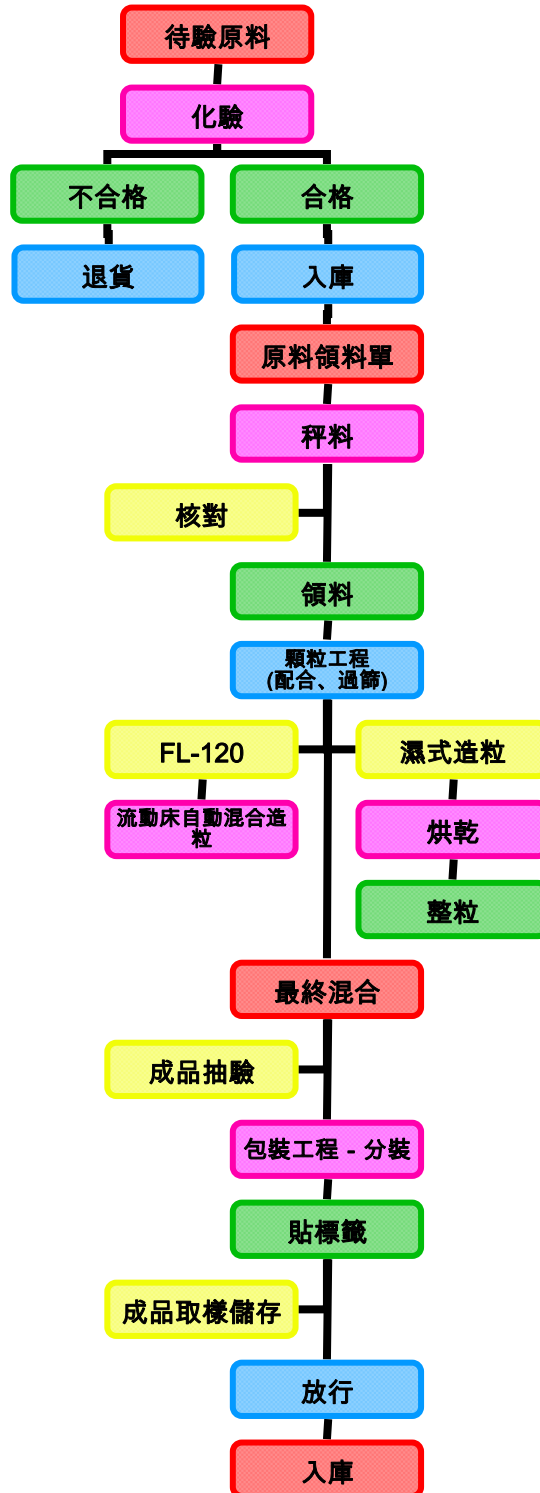 待驗原料
化驗
不合格
合格
退貨
入庫
原料領料單
秤料
核對
領料
顆粒工程
(配合、過篩)
FL-120
濕式造粒
流動床自動混合造
粒
烘乾
整粒
最終混合
成品抽驗
包裝工程 - 分裝
貼標籤
成品取樣儲存
放行
入庫